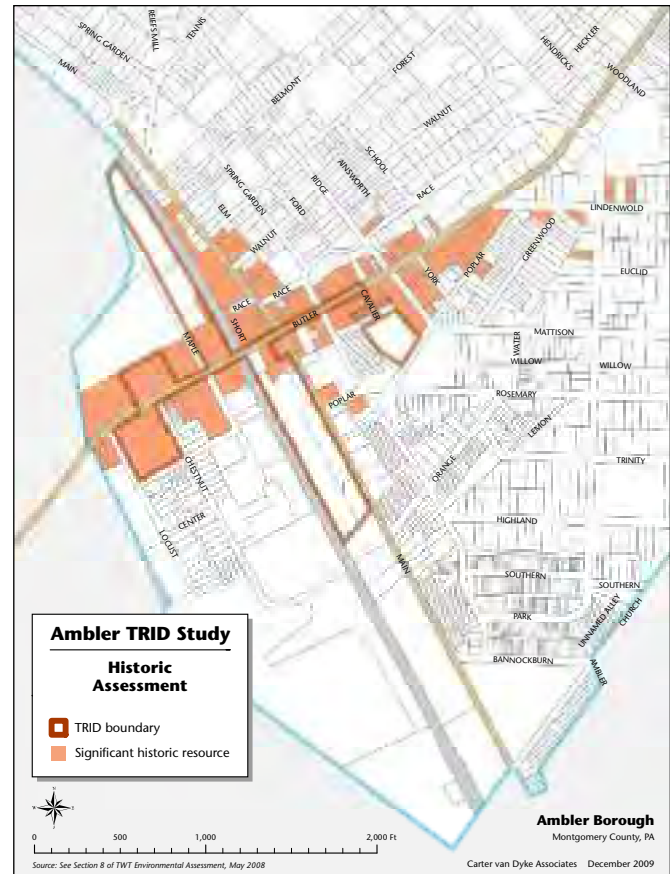 REIFFS MILL
TENNIS
SPRING GARDEN
MAIN
BELMONT
FOREST
HENDRICKS
HECKLER
WOODLAND
WALNUT
SCHOOL
AINSWORTH
RIDGE
FORD
SPRING GARDEN
ELM
WALNUT
RACE
LINDENWOLD
GREENWOOD
POPLAR
YORK
EUCLID
RACE
RACE
CAVALIER
BUTLER
SHORT
MAPLE
MATTISON
WATER
WILLOW
WILLOW
ROSEMARY
POPLAR
LEMON
ORANGE
TRINITY
CHESTNUT
CENTER
LOCUST
HIGHLAND
MAIN
SOUTHERN
SOUTHERN
PARK
UNNAMED ALLEY
CHURCH
BANNOCKBURN
AMBLER
Ambler TRID Study
Historic
Assessment
TRID boundary
Significant historic resource
N
W
E
S
0 500 1,000 2,000 Ft
Source: See Section 8 of TWT Environmental Assessment, May 2008
Ambler Borough
Montgomery County, PA
Carter van Dyke Associates December 2009